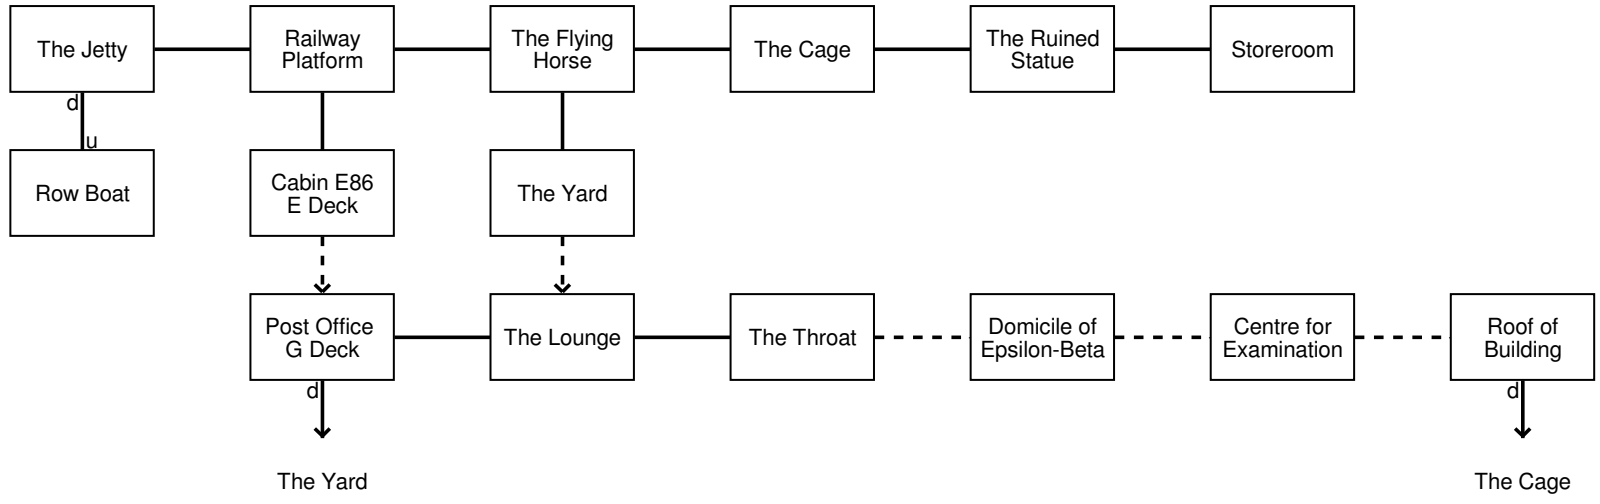 The Jetty
Railway
Platform
The Flying
Horse
The Cage
The Ruined
Statue
Storeroom
d
u
Row Boat
Cabin E86
E Deck
The Yard
Post Office
G Deck
The Lounge
The Throat
Domicile of
Epsilon-Beta
Centre for
Examination
Roof of
Building
d
d
The Yard
The Cage